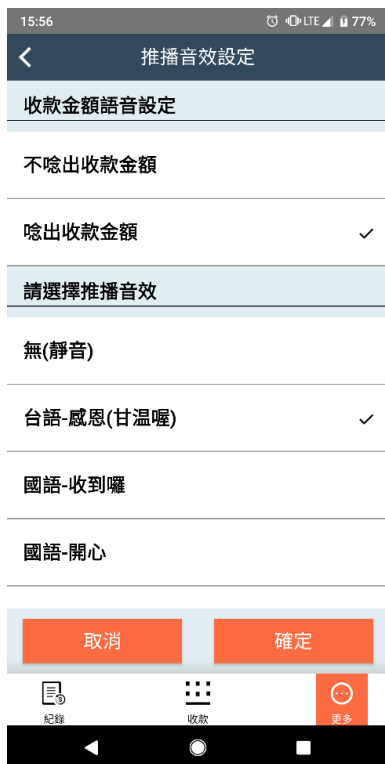 15:56 LTE 77%
推播音效設定
收款金額語音設定
不唸出收款金額
唸出收款金額
請選擇推播音效
無(靜音)
台語-感恩(甘溫喔)
國語-收到囉
國語-開心
取消 確定
紀錄 收款 更多